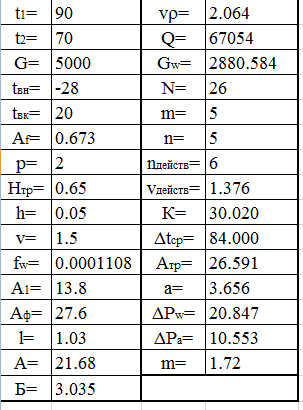 t1= 90 vρ= 2.064
t2= 70 Q= 67054
G= 5000 Gw= 2880.584
tвн= -28 N= 26
tвк= 20 m= 5
Af= 0.673 n= 5
p= 2 nдейств= 6
Hтр= 0.65 vдейств= 1.376
h= 0.05 К= 30.020
v= 1.5 Δtср= 84.000
fw= 0.0001108 Aтр= 26.591
A1= 13.8 a= 3.656
Aф= 27.6 ΔPw= 20.847
l= 1.03 ΔPa= 10.553
A= 21.68 m= 1.72
Б= 3.035